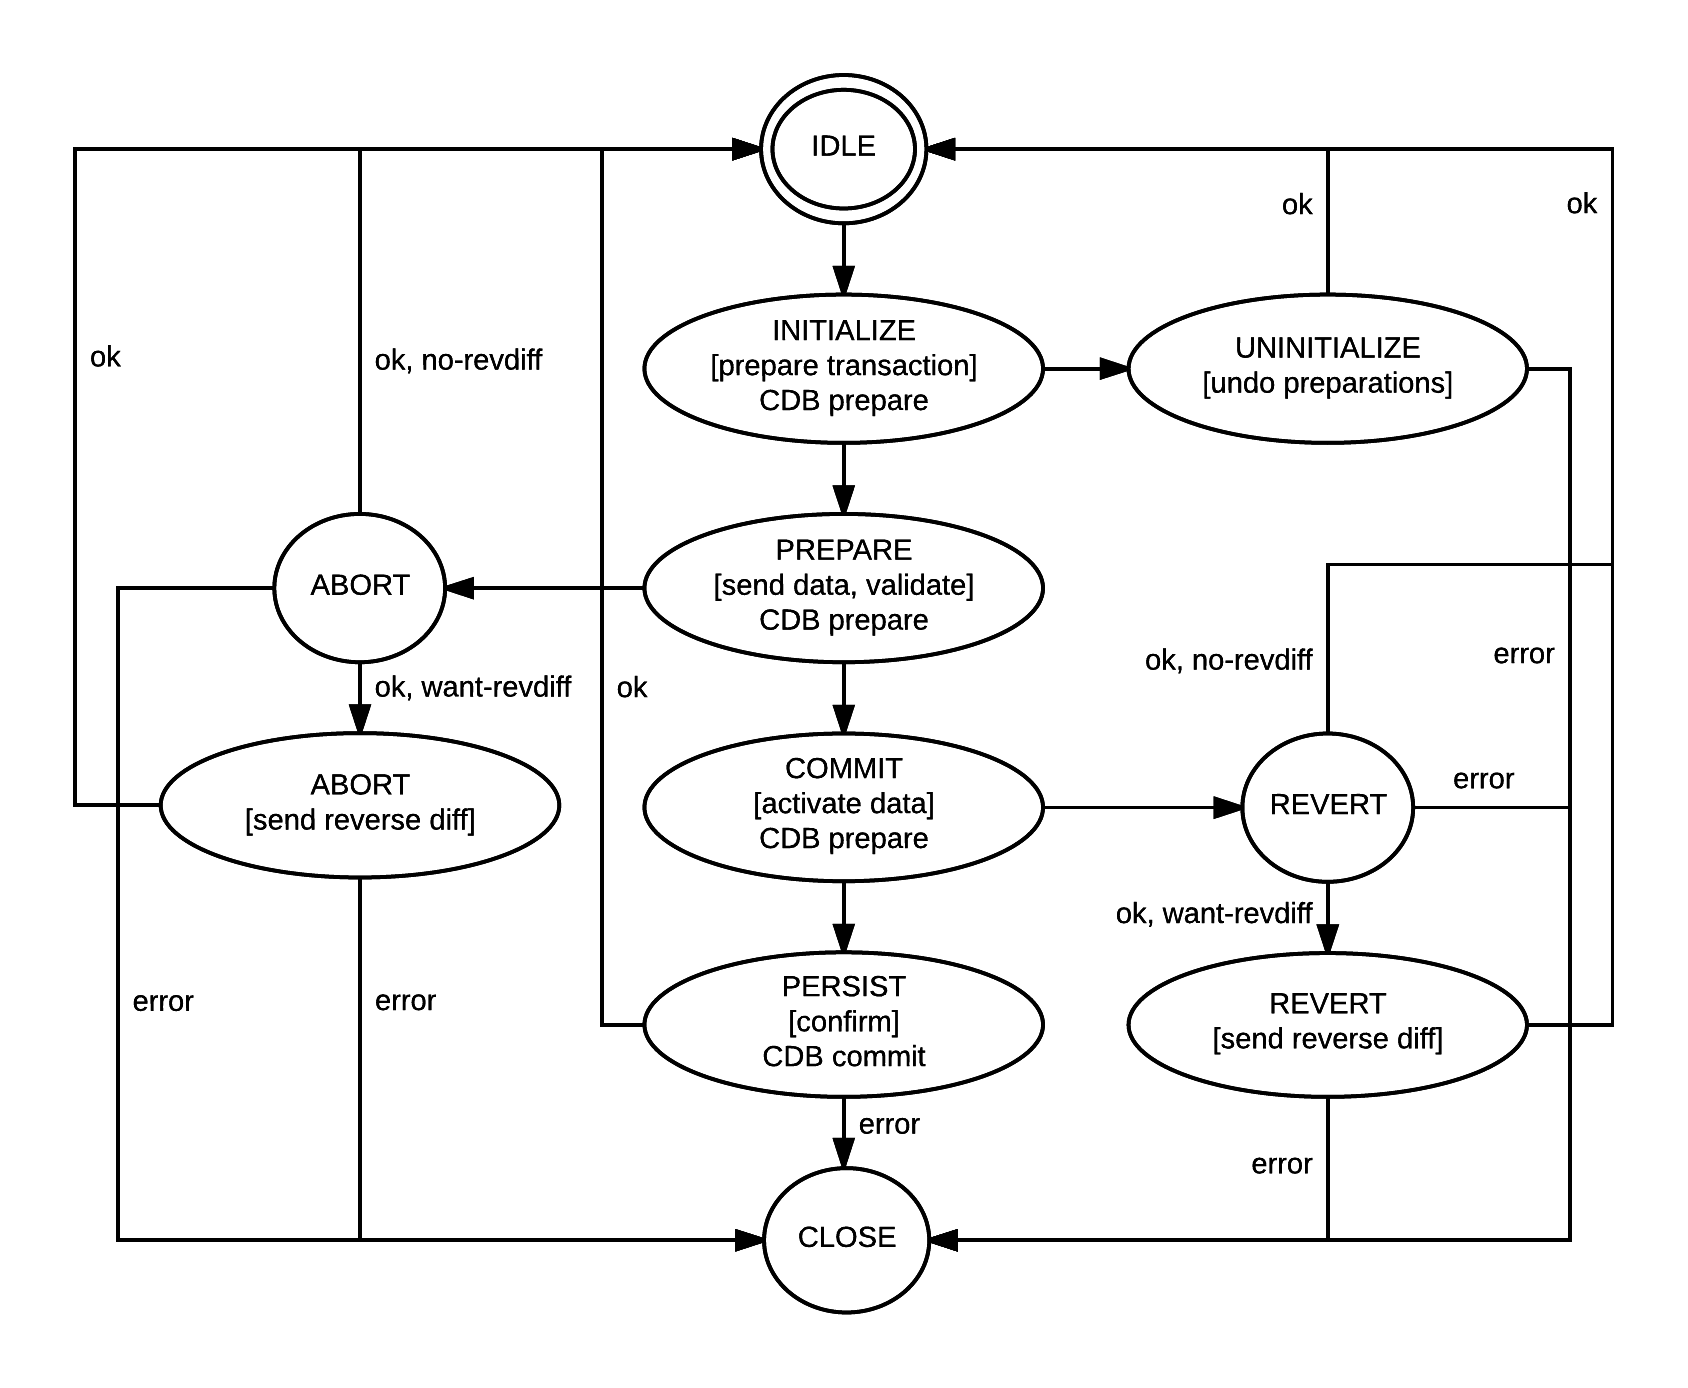 IDLE
ok
ok
INITIALIZE
[prepare transaction]
CDB prepare
UNINITIALIZE
[undo preparations]
ok
ok, no-revdiff
PREPARE
[send data, validate]
CDB prepare
ABORT
ok, want-revdiff
ok
ok, no-revdiff
error
ABORT
[send reverse diff]
COMMIT
[activate data]
CDB prepare
REVERT
error
ok, want-revdiff
error
error
PERSIST
[confirm]
CDB commit
REVERT
[send reverse diff]
error
error
CLOSE